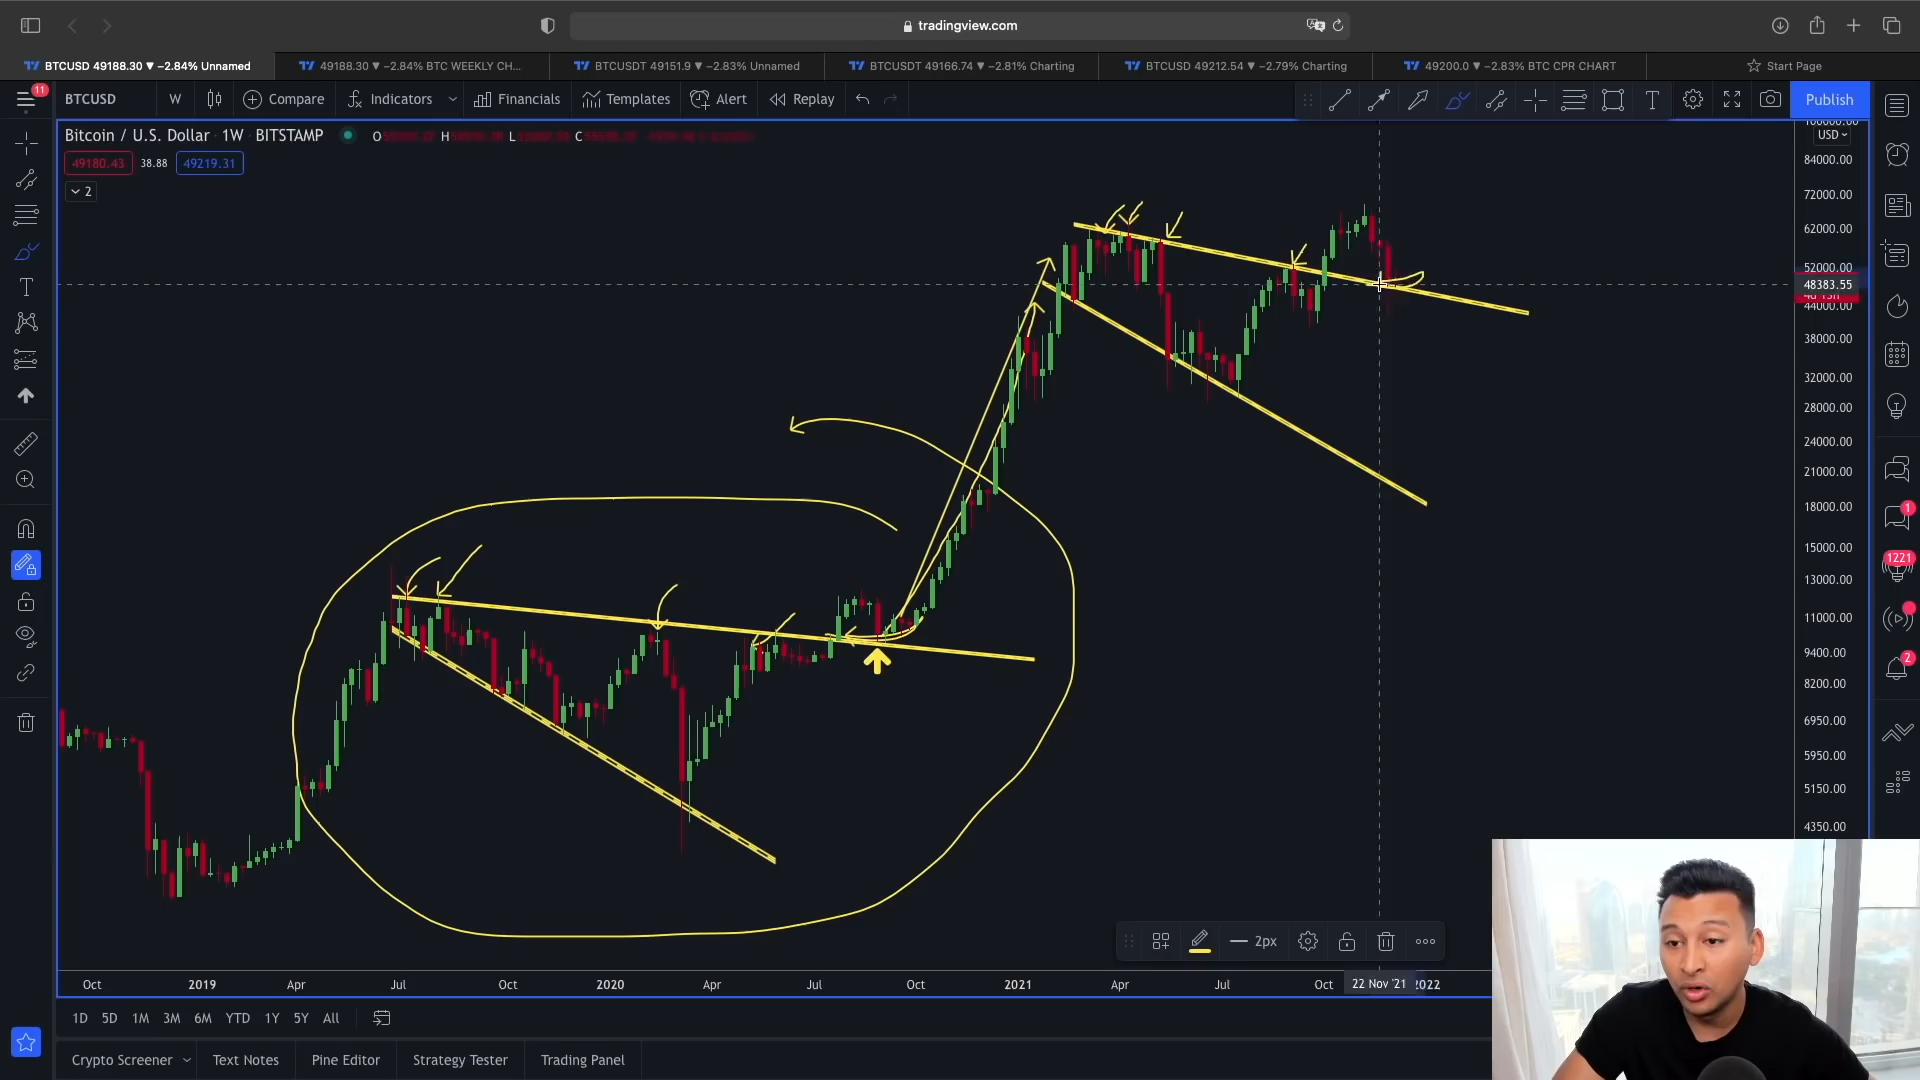 tradingview.com
BTCUSD 49188.30 ▼ −2.84% Unnamed
49188.30 ▼ −2.84% BTC WEEKLY CH...
BTCUSDT 49151.9 ▼ −2.83% Unnamed
BTCUSDT 49166.74 ▼ −2.81% Charting
BTCUSD 49212.54 ▼ −2.79% Charting
49200.0 ▼ −2.83% BTC CPR CHART
Start Page
11
BTCUSD W Compare Indicators Financials Templates Alert Replay T Publish
Bitcoin / U.S. Dollar 1W BITSTAMP O H L C
49180.43 38.88 49219.31
2
USD
84000.00
72000.00
62000.00
52000.00
48383.55
44000.00
38000.00
32000.00
28000.00
24000.00
21000.00
18000.00
15000.00
13000.00
11000.00
9400.00
8200.00
6950.00
5950.00
5150.00
4350.00
1
1221
2
2px
Oct 2019 Apr Jul Oct 2020 Apr Jul Oct 2021 Apr Jul Oct 22 Nov '21 2022
1D 5D 1M 3M 6M YTD 1Y 5Y All
Crypto Screener Text Notes Pine Editor Strategy Tester Trading Panel